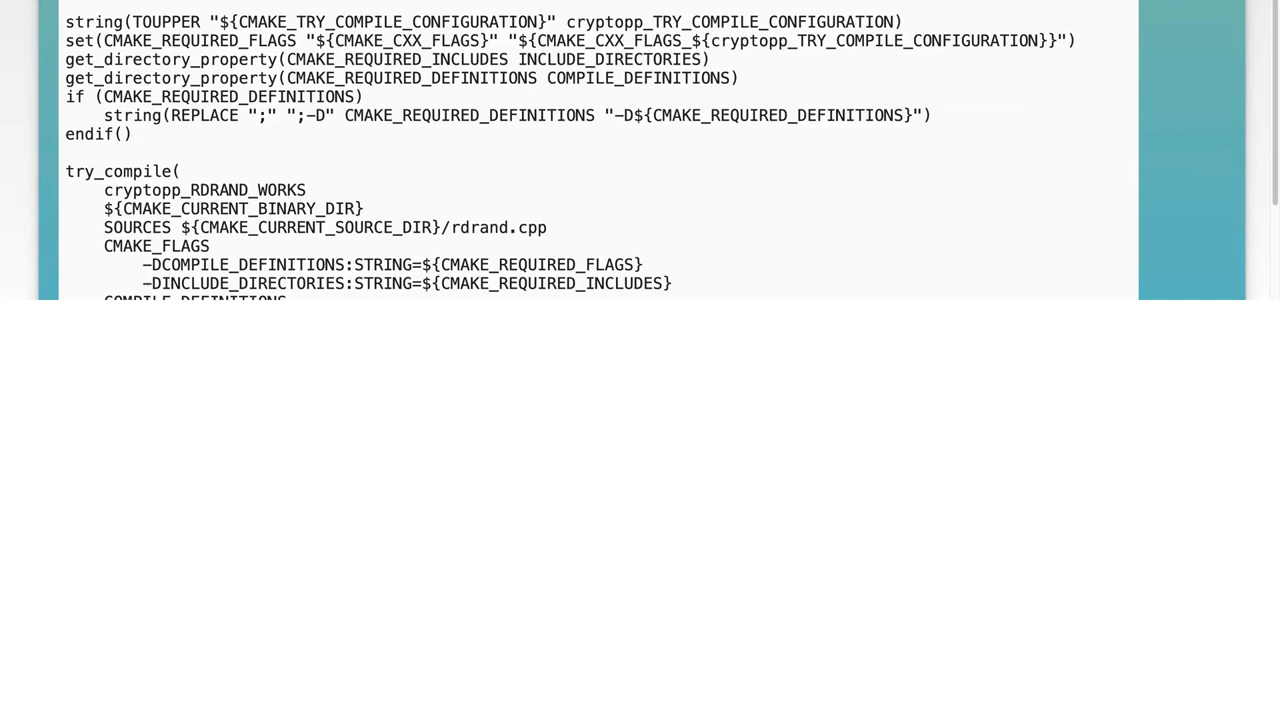 string(TOUPPER "${CMAKE_TRY_COMPILE_CONFIGURATION}" cryptopp_TRY_COMPILE_CONFIGURATION)
set(CMAKE_REQUIRED_FLAGS "${CMAKE_CXX_FLAGS}" "${CMAKE_CXX_FLAGS_${cryptopp_TRY_COMPILE_CONFIGURATION}}")
get_directory_property(CMAKE_REQUIRED_INCLUDES INCLUDE_DIRECTORIES)
get_directory_property(CMAKE_REQUIRED_DEFINITIONS COMPILE_DEFINITIONS)
if (CMAKE_REQUIRED_DEFINITIONS)
    string(REPLACE ";" ";-D" CMAKE_REQUIRED_DEFINITIONS "-D${CMAKE_REQUIRED_DEFINITIONS}")
endif()
try_compile(
    cryptopp_RDRAND_WORKS
    ${CMAKE_CURRENT_BINARY_DIR}
    SOURCES ${CMAKE_CURRENT_SOURCE_DIR}/rdrand.cpp
    CMAKE_FLAGS
        -DCOMPILE_DEFINITIONS:STRING=${CMAKE_REQUIRED_FLAGS}
        -DINCLUDE_DIRECTORIES:STRING=${CMAKE_REQUIRED_INCLUDES}
    COMPILE_DEFINITIONS